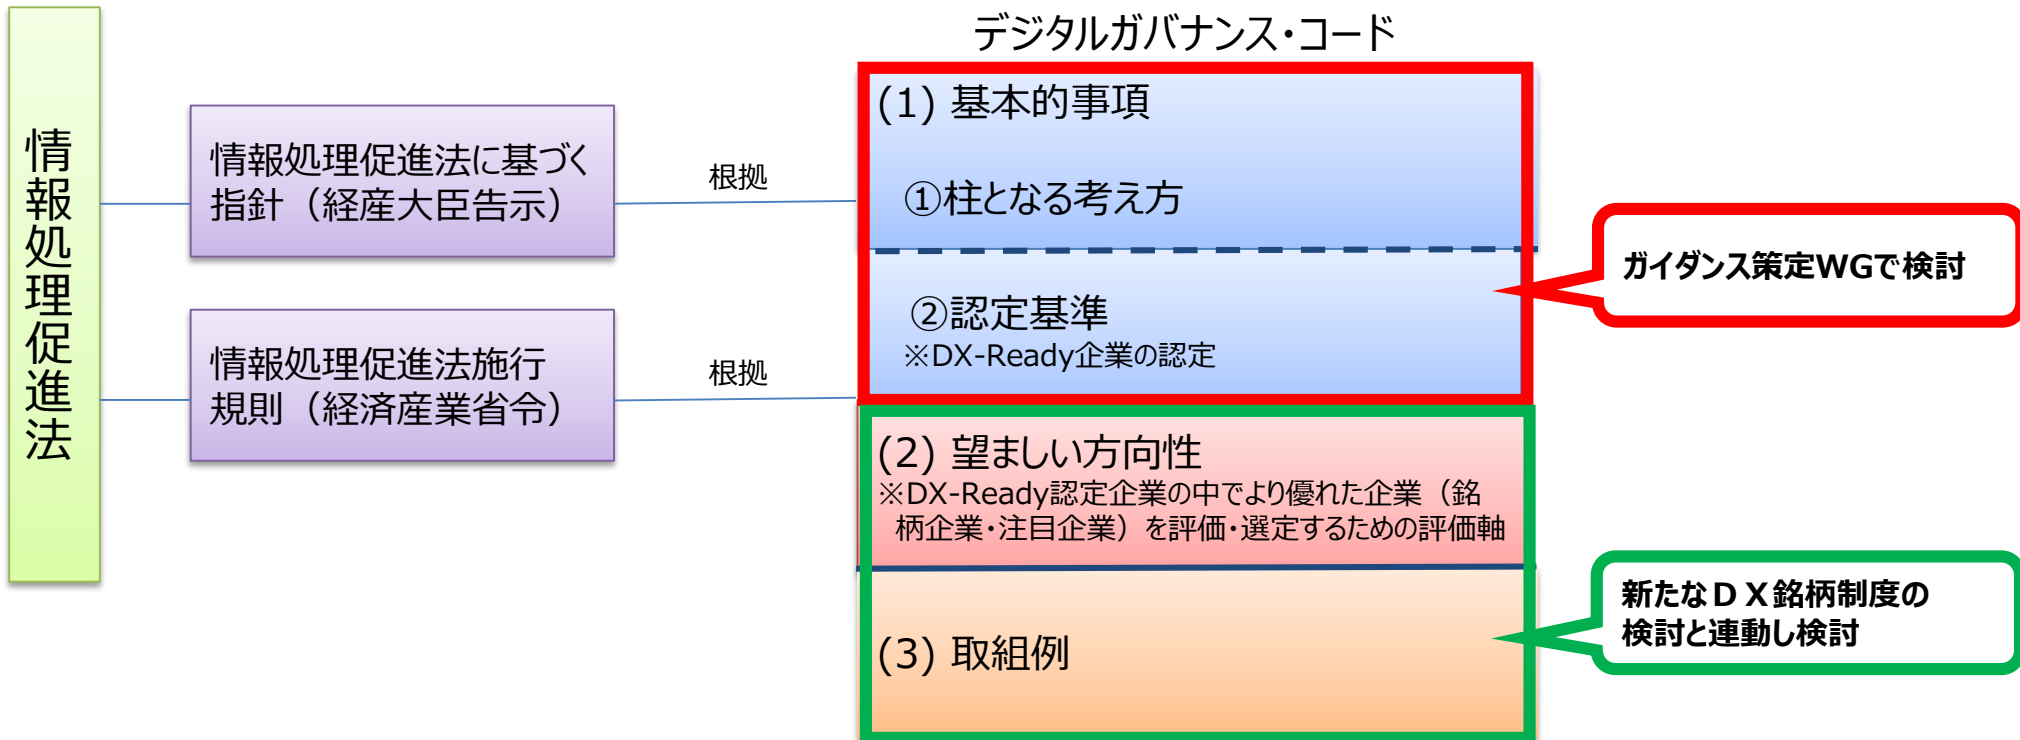 デジタルガバナンス・コード
情報処理促進法
情報処理促進法に基づく
指針（経産大臣告示）
根拠
情報処理促進法施行
規則（経済産業省令）
根拠
(1) 基本的事項
①柱となる考え方
②認定基準
※DX-Ready企業の認定
(2) 望ましい方向性
※DX-Ready認定企業の中でより優れた企業（銘
柄企業・注目企業）を評価・選定するための評価軸
(3) 取組例
ガイダンス策定WGで検討
新たなＤＸ銘柄制度の
検討と連動し検討